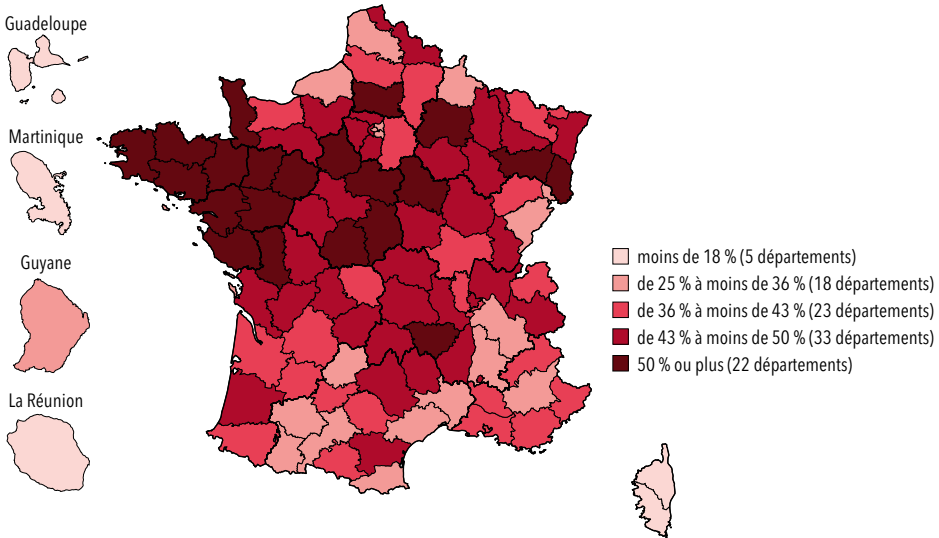 Guadeloupe
Martinique
Guyane
La Réunion
moins de 18 % (5 départements)
de 25 % à moins de 36 % (18 départements)
de 36 % à moins de 43 % (23 départements)
de 43 % à moins de 50 % (33 départements)
50 % ou plus (22 départements)